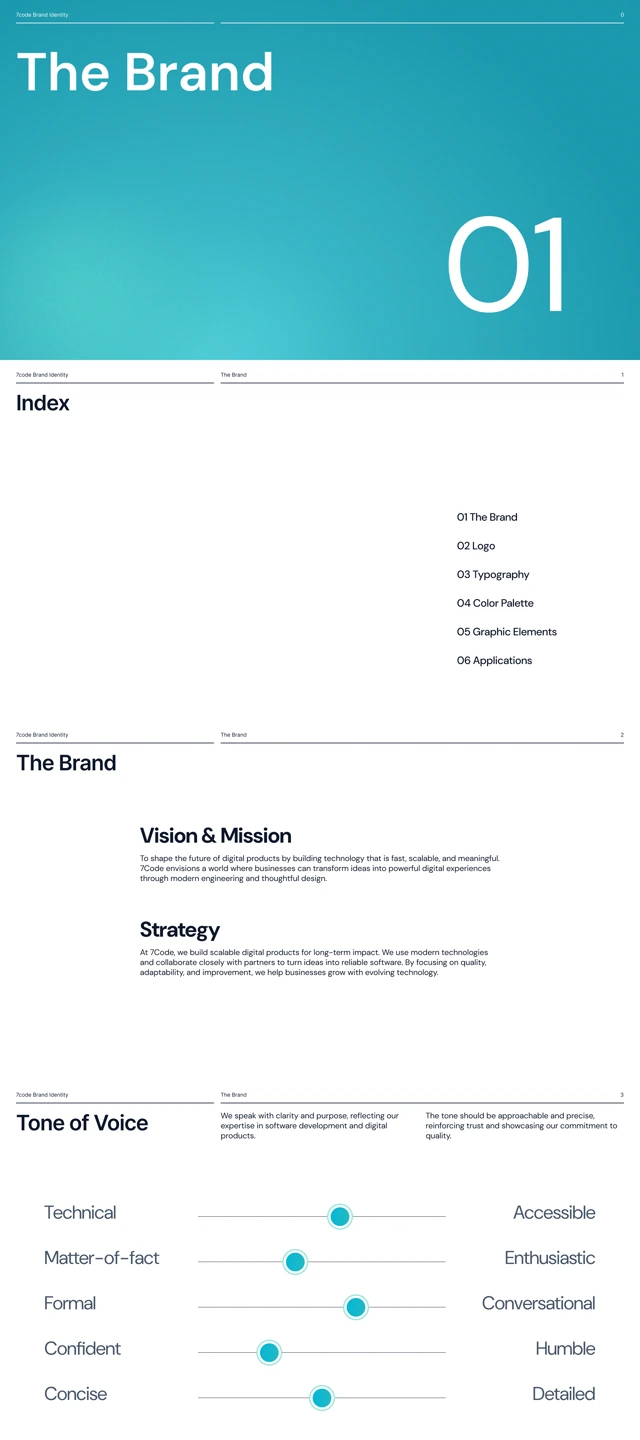 7code Brand Identity
0
The Brand
01
7code Brand Identity
The Brand
1
Index
01 The Brand
02 Logo
03 Typography
04 Color Palette
05 Graphic Elements
06 Applications
7code Brand Identity
The Brand
2
The Brand
Vision & Mission
To shape the future of digital products by building technology that is fast, scalable, and meaningful.
7Code envisions a world where businesses can transform ideas into powerful digital experiences
through modern engineering and thoughtful design.
Strategy
At 7Code, we build scalable digital products for long-term impact. We use modern technologies
and collaborate closely with partners to turn ideas into reliable software. By focusing on quality,
adaptability, and improvement, we help businesses grow with evolving technology.
7code Brand Identity
The Brand
3
Tone of Voice
We speak with clarity and purpose, reflecting our
expertise in software development and digital
products.
The tone should be approachable and precise,
reinforcing trust and showcasing our commitment to
quality.
Technical
Accessible
Matter-of-fact
Enthusiastic
Formal
Conversational
Confident
Humble
Concise
Detailed